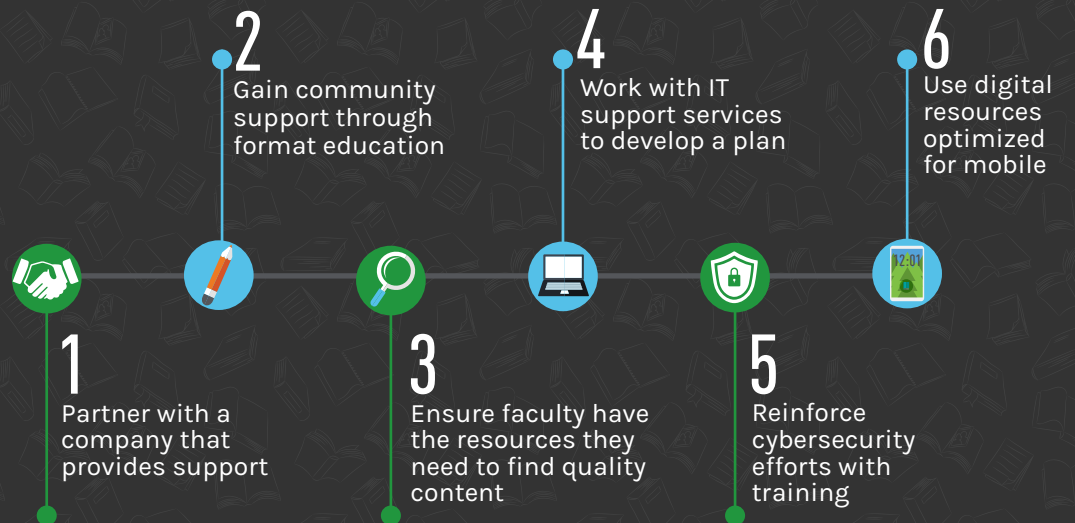 1
Partner with a
company that
provides support
2
Gain community
support through
format education
3
Ensure faculty have
the resources they
need to find quality
content
4
Work with IT
support services
to develop a plan
5
Reinforce
cybersecurity
efforts with
training
6
Use digital
resources
optimized
for mobile
12:01